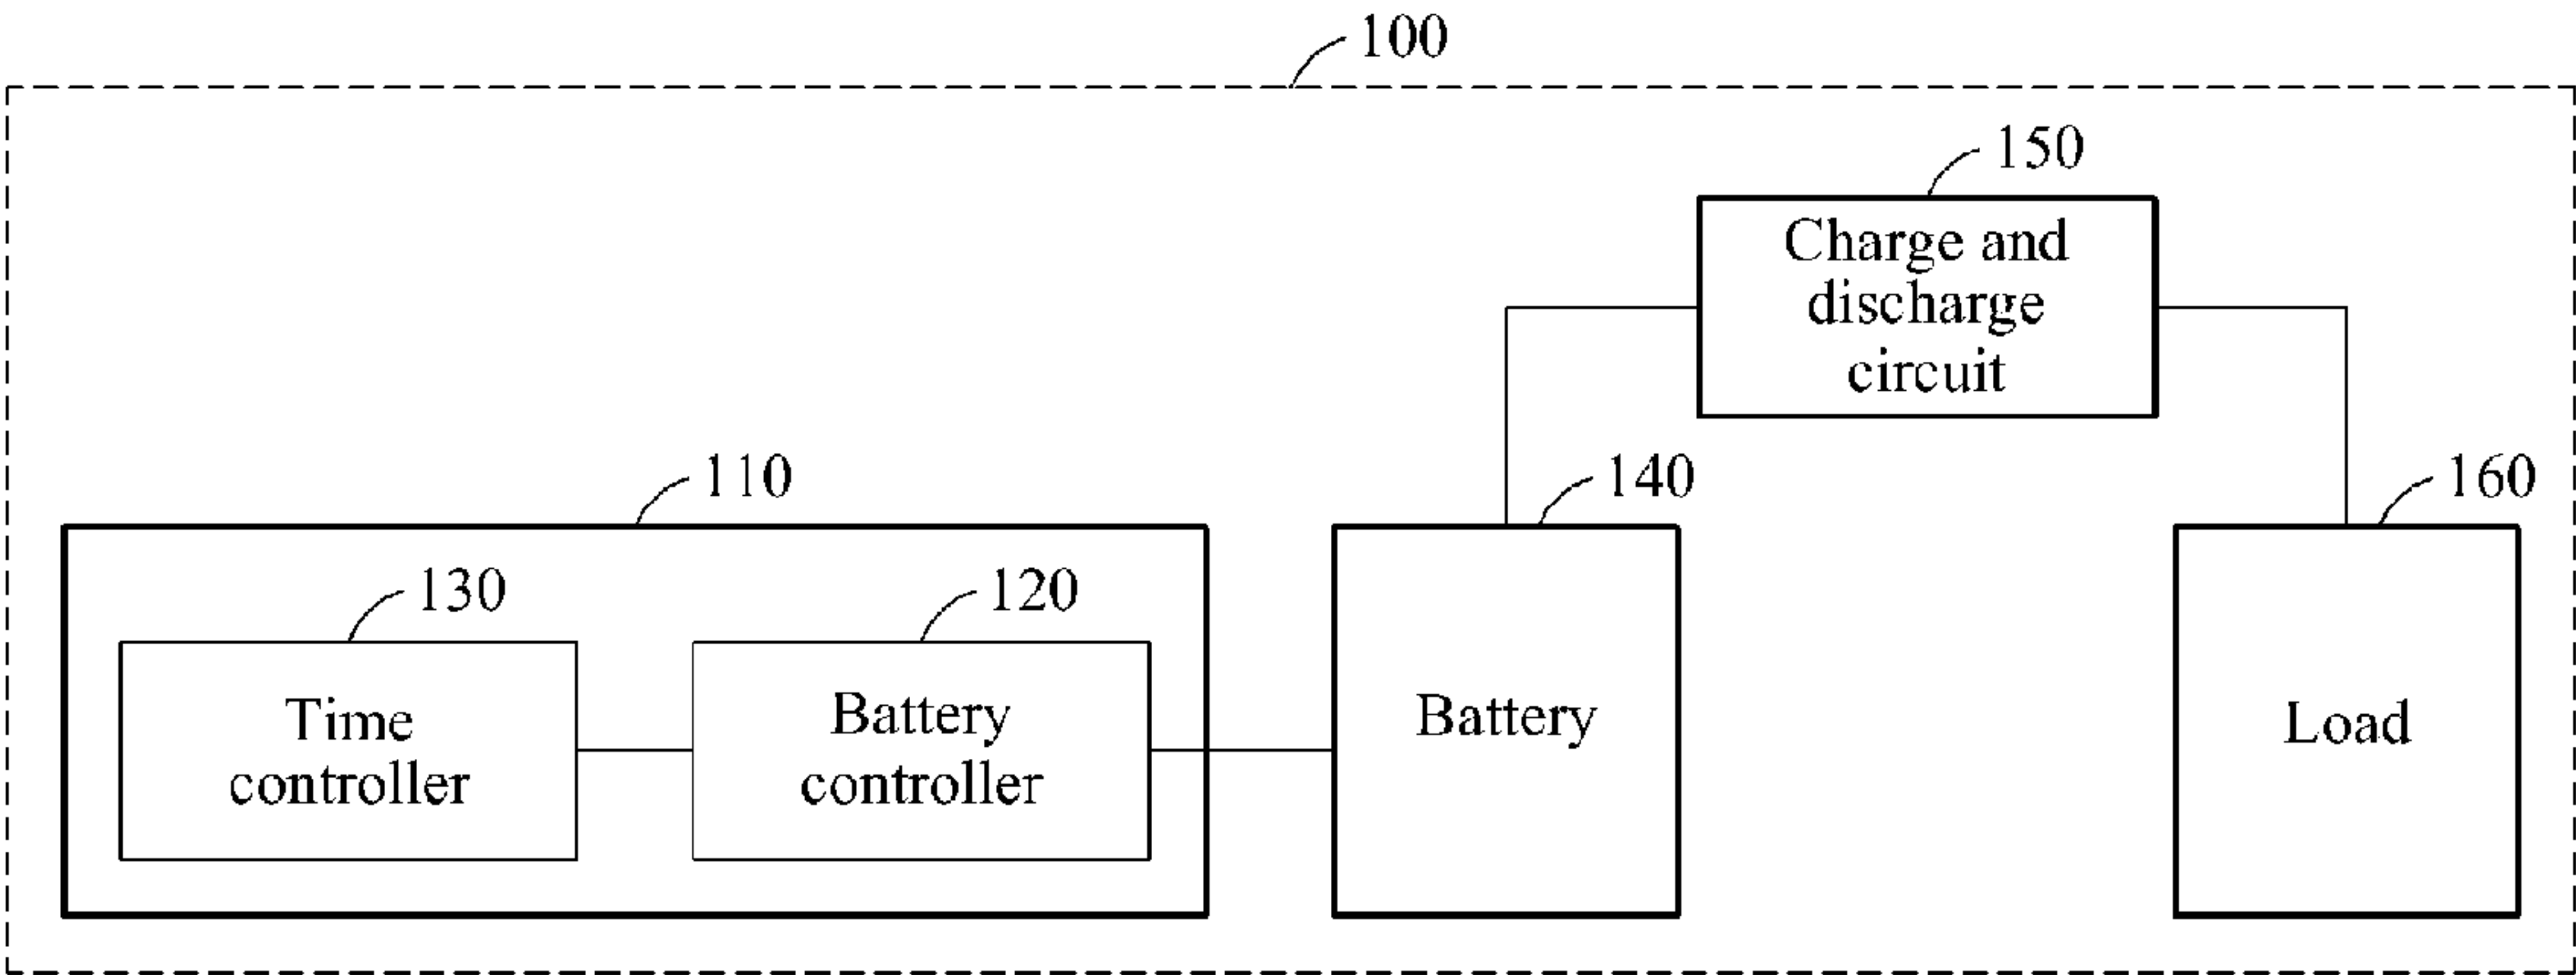 100
150
Charge and
discharge
circuit
110
140
160
130
120
Time
controller
Battery
controller
Battery
Load